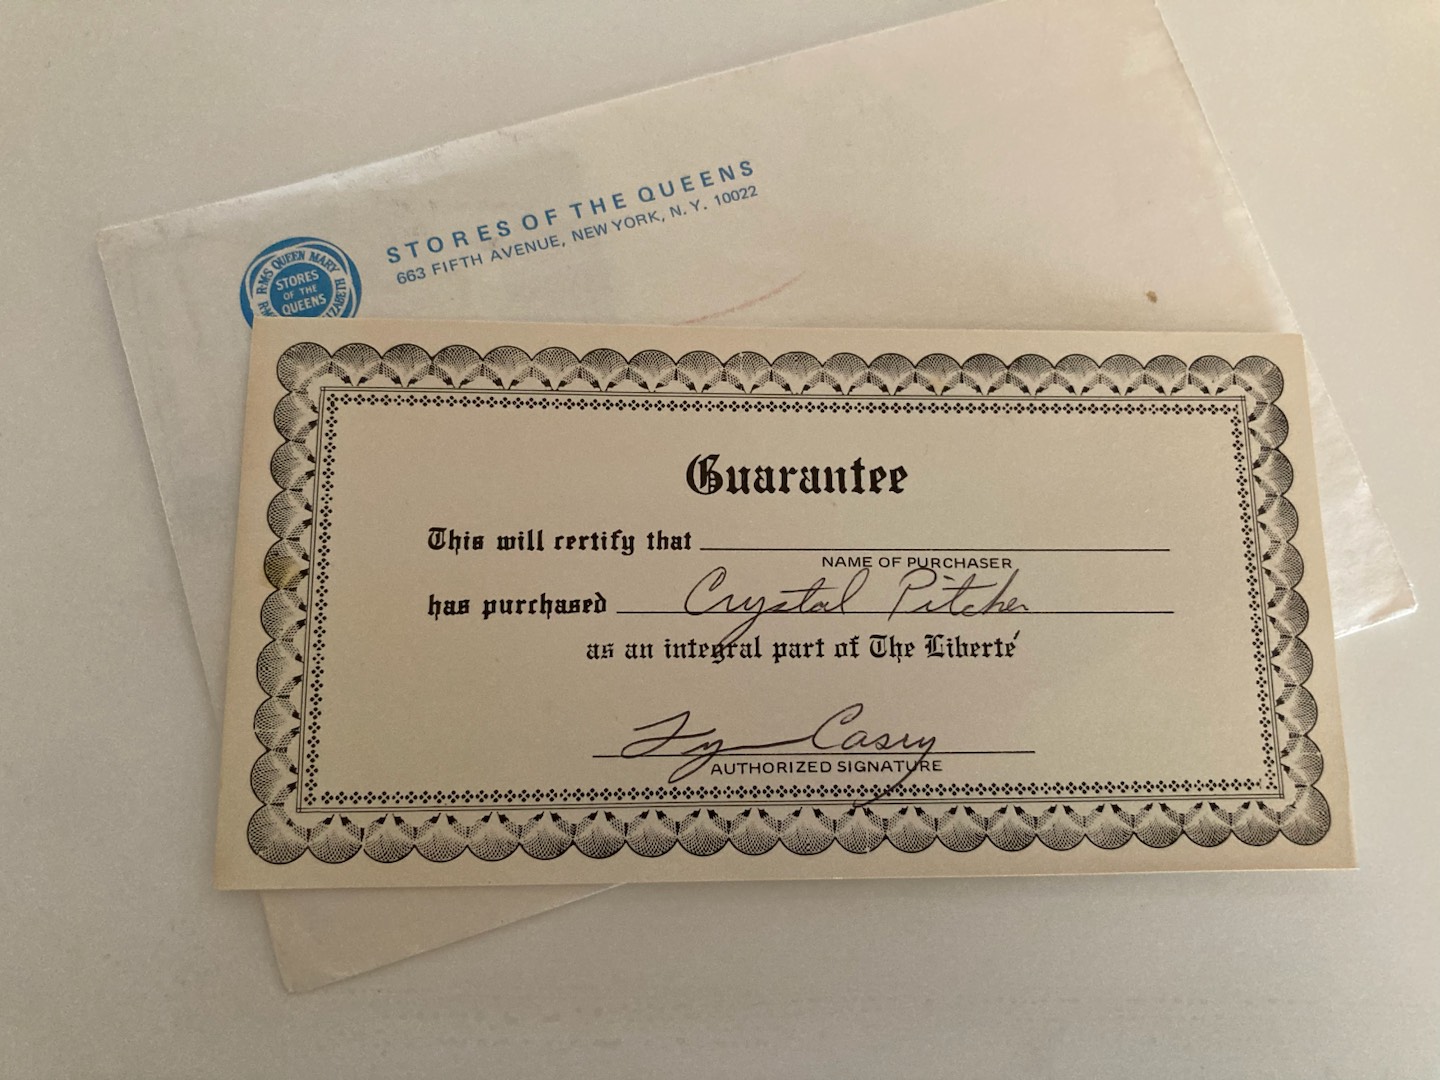 STORES OF THE QUEENS
663 FIFTH AVENUE, NEW YORK, N. Y. 10022
R·M·S QUEEN MARY
STORES
OF THE
QUEENS
Guarantee
This will certify that
NAME OF PURCHASER
has purchased Crystal Pitcher
as an integral part of The Liberté
Casey
AUTHORIZED SIGNATURE